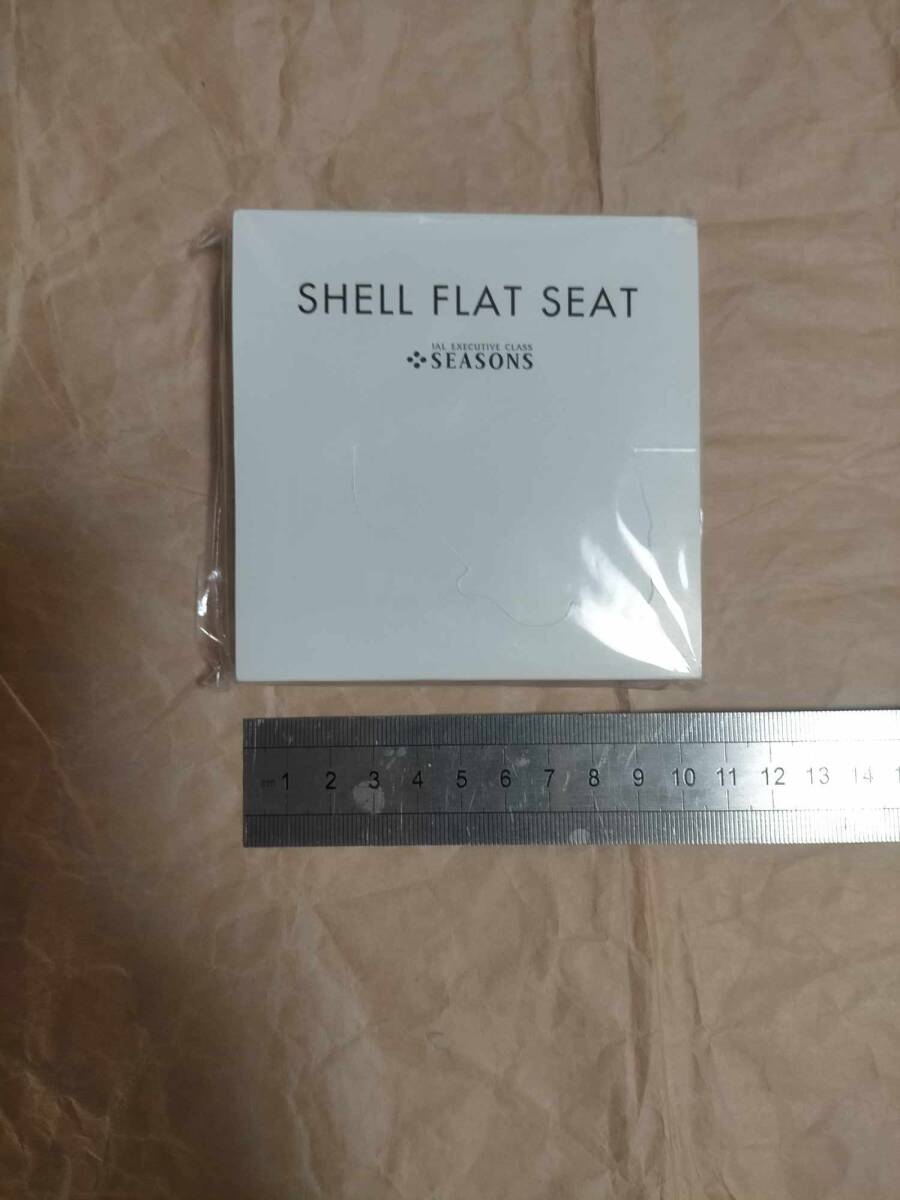 SHELL FLAT SEAT
JAL EXECUTIVE CLASS
SEASONS
cm 1 2 3 4 5 6 7 8 9 10 11 12 13 14